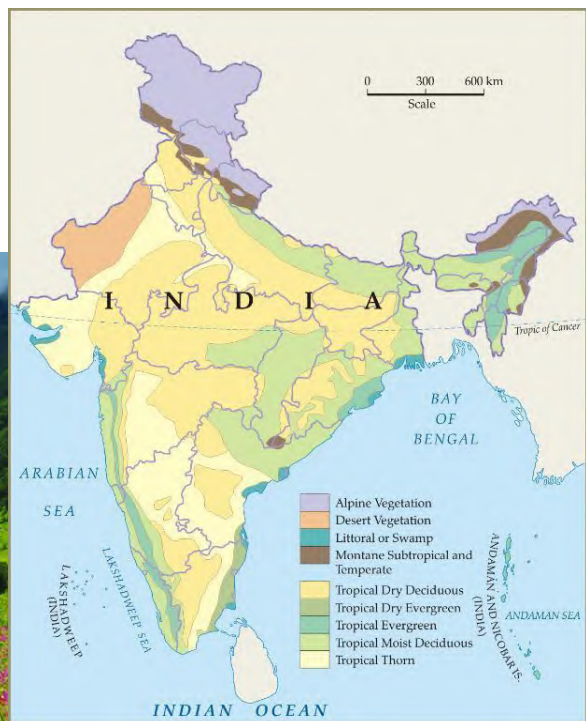 0 300 600 km
Scale
I N D I A
Tropic of Cancer
BAY
OF
BENGAL
ARABIAN
SEA
Alpine Vegetation
Desert Vegetation
Littoral or Swamp
Montane Subtropical and
Temperate
Tropical Dry Deciduous
Tropical Dry Evergreen
Tropical Evergreen
Tropical Moist Deciduous
Tropical Thorn
LAKSHADWEEP
(INDIA)
LAKSHADWEEP SEA
ANDAMAN AND NICOBAR IS.
(INDIA)
ANDAMAN SEA
INDIAN OCEAN